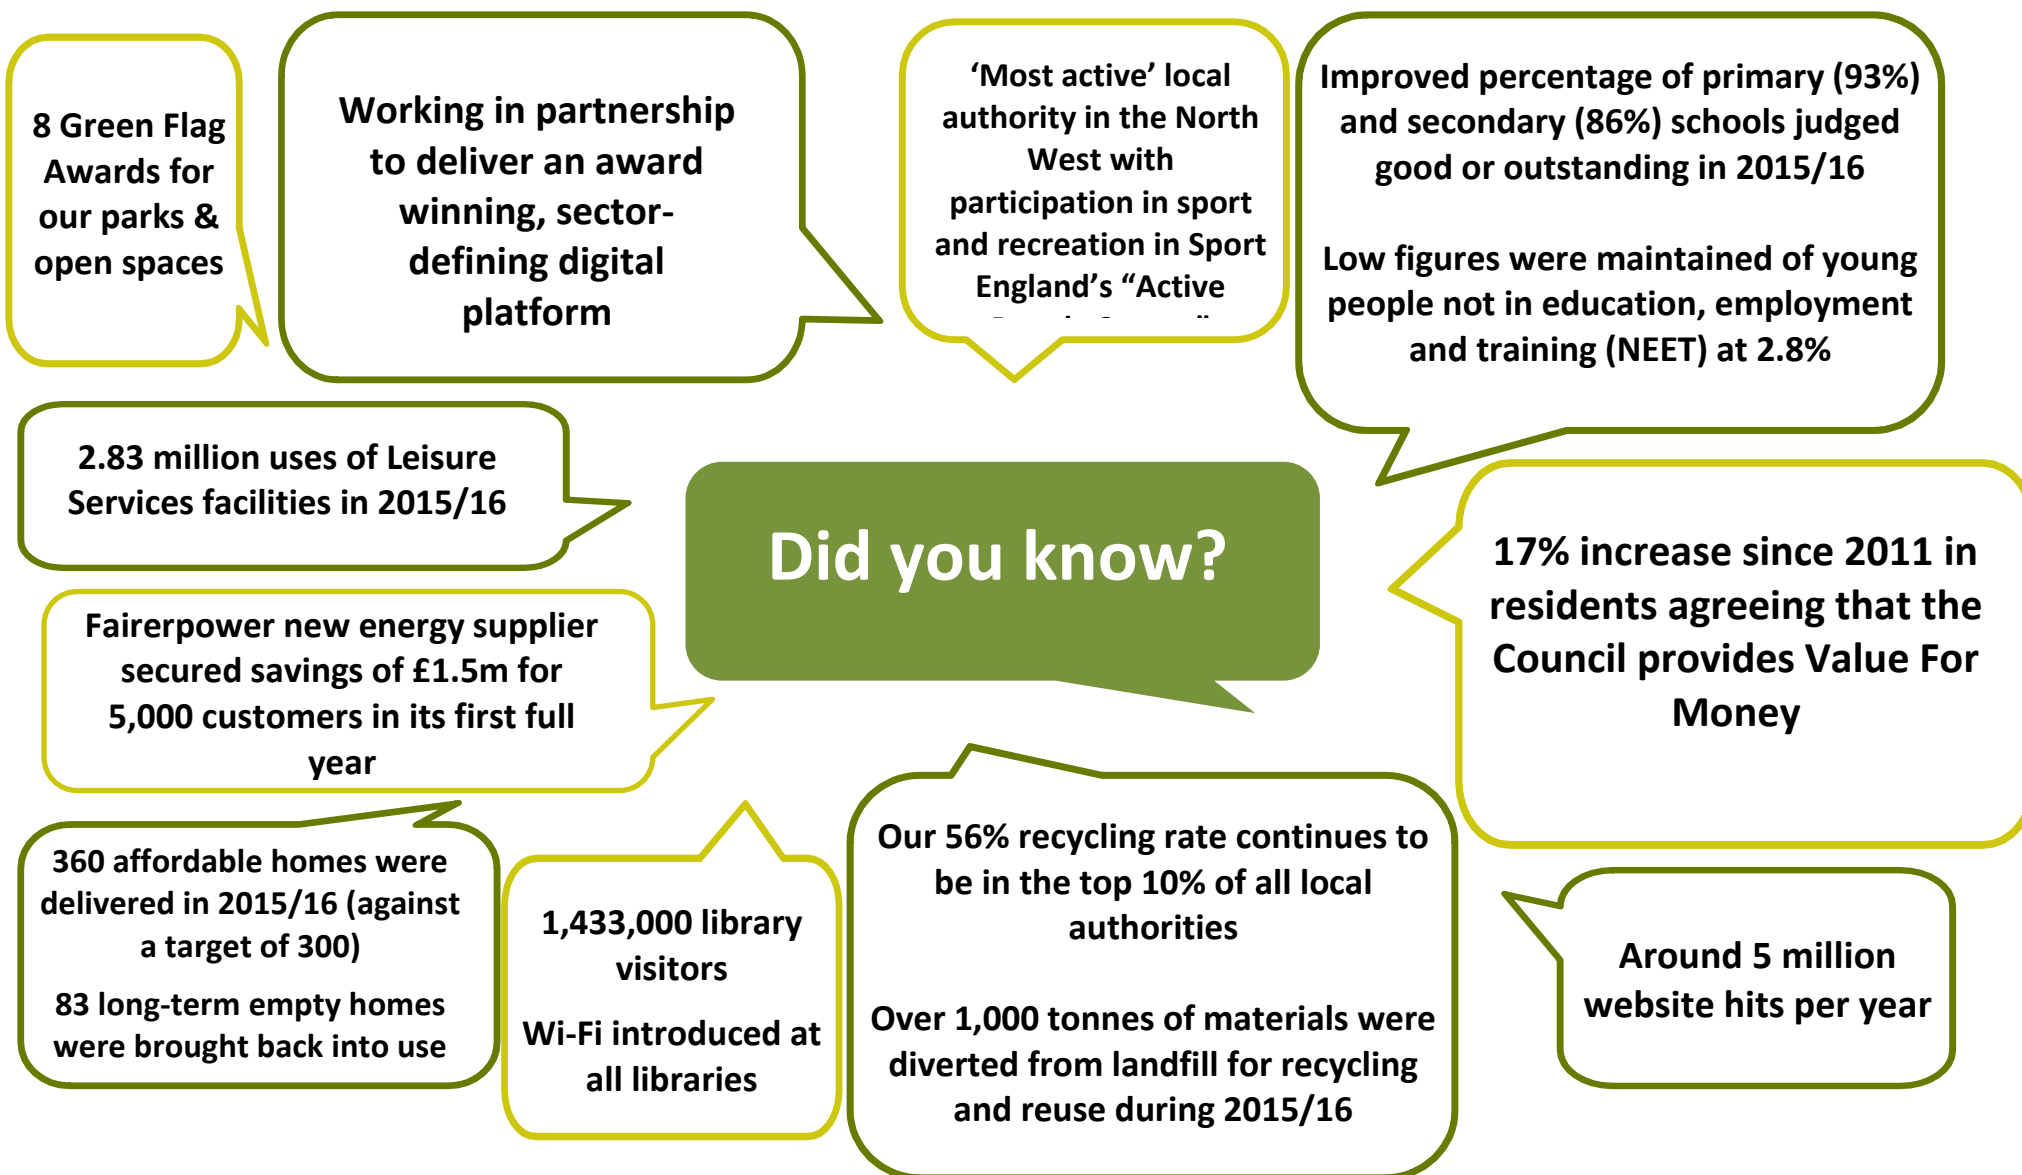 8 Green Flag
Awards for
our parks &
open spaces
Working in partnership
to deliver an award
winning, sector-
defining digital
platform
‘Most active’ local
authority in the North
West with
participation in sport
and recreation in Sport
England’s “Active
Improved percentage of primary (93%)
and secondary (86%) schools judged
good or outstanding in 2015/16
Low figures were maintained of young
people not in education, employment
and training (NEET) at 2.8%
2.83 million uses of Leisure
Services facilities in 2015/16
Did you know?
17% increase since 2011 in
residents agreeing that the
Council provides Value For
Money
Fairerpower new energy supplier
secured savings of £1.5m for
5,000 customers in its first full
year
360 affordable homes were
delivered in 2015/16 (against
a target of 300)
83 long-term empty homes
were brought back into use
1,433,000 library
visitors
Wi-Fi introduced at
all libraries
Our 56% recycling rate continues to
be in the top 10% of all local
authorities
Over 1,000 tonnes of materials were
diverted from landfill for recycling
and reuse during 2015/16
Around 5 million
website hits per year